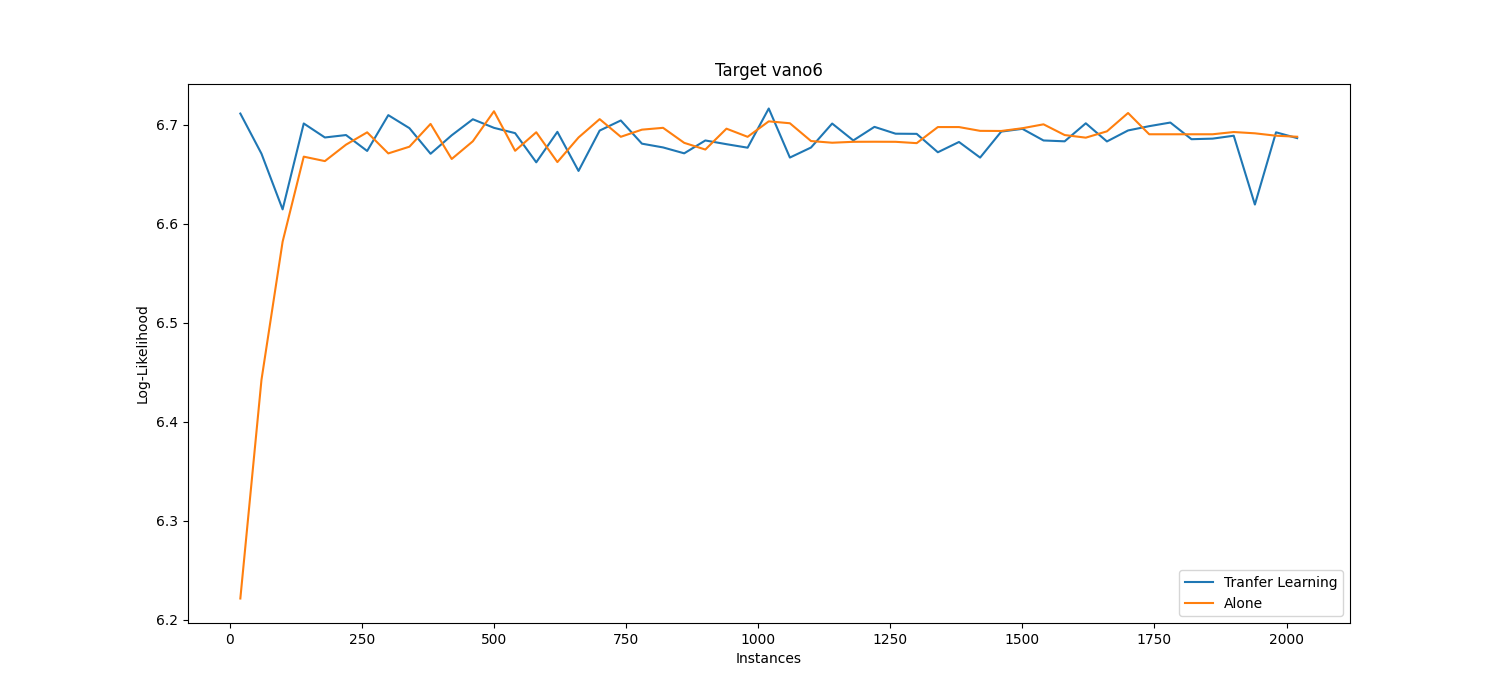 Target vano6
Log-Likelihood
6.7
6.6
6.5
6.4
6.3
6.2
0 250 500 750 1000 1250 1500 1750 2000
Instances
Tranfer Learning
Alone